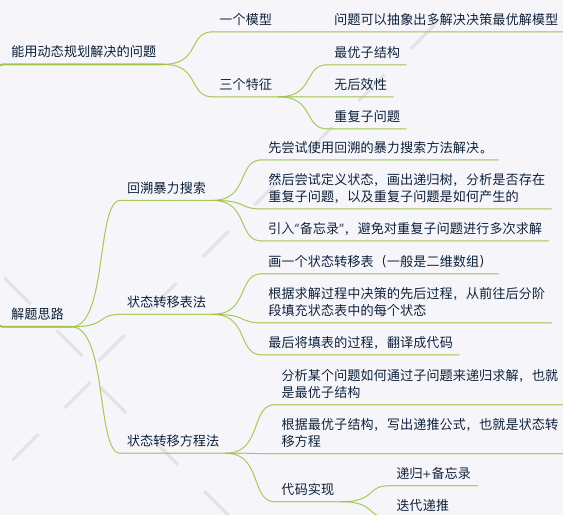 能用动态规划解决的问题
一个模型
问题可以抽象出多解决决策最优解模型
三个特征
最优子结构
无后效性
重复子问题
解题思路
回溯暴力搜索
先尝试使用回溯的暴力搜索方法解决。
然后尝试定义状态，画出递归树，分析是否存在
重复子问题，以及重复子问题是如何产生的
引入“备忘录”，避免对重复子问题进行多次求解
状态转移表法
画一个状态转移表（一般是二维数组）
根据求解过程中决策的先后过程，从前往后分阶
段填充状态表中的每个状态
最后将填表的过程，翻译成代码
状态转移方程法
分析某个问题如何通过子问题来递归求解，也就
是最优子结构
根据最优子结构，写出递推公式，也就是状态转
移方程
代码实现
递归+备忘录
迭代递推